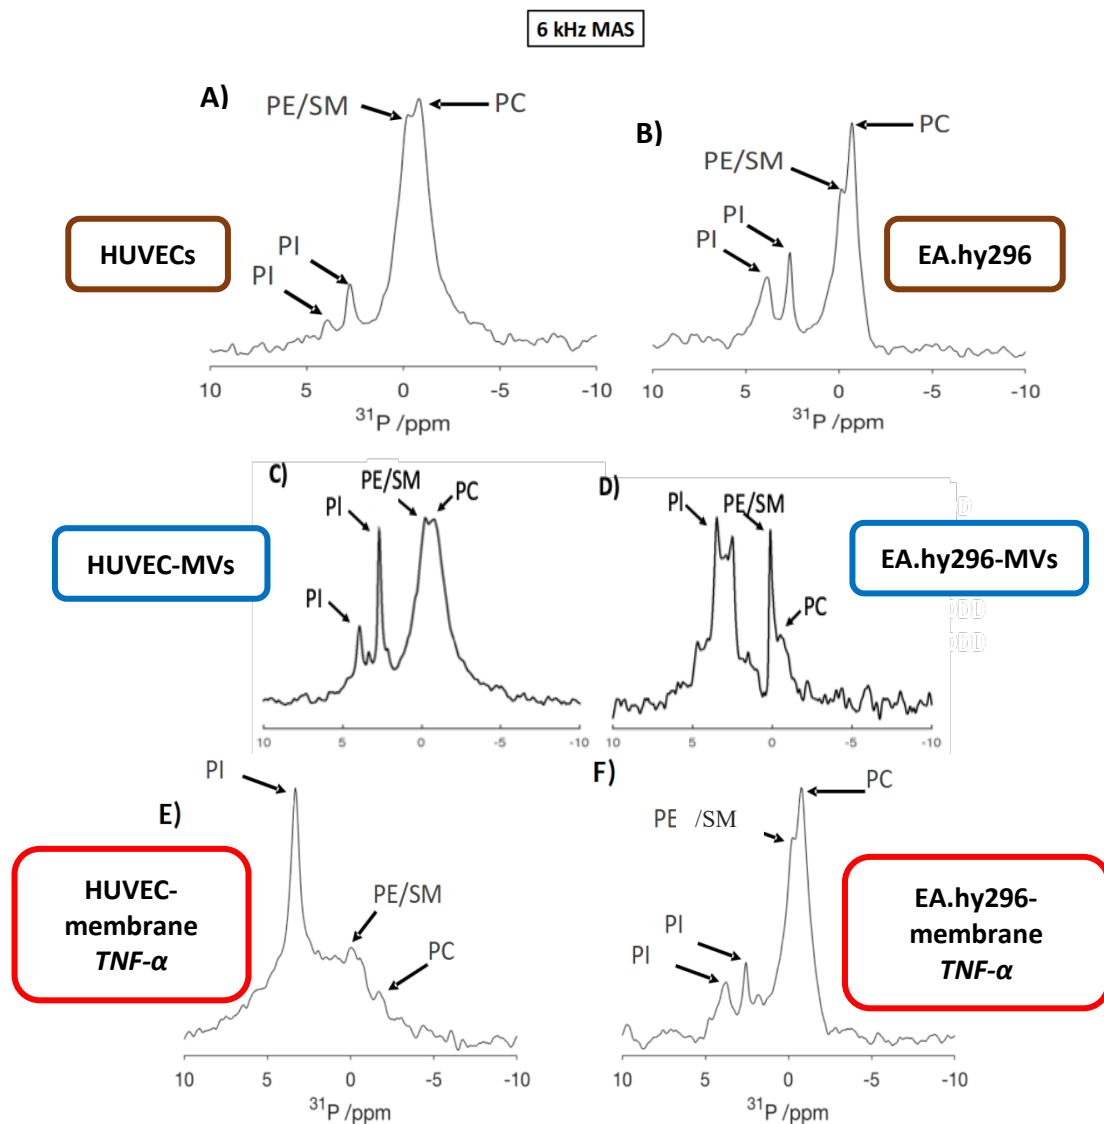 6 kHz MAS
A)
PE/SM
PC
PI
PI
HUVECs
10 5 0 -5 -10
31P /ppm
B)
PC
PE/SM
PI
PI
EA.hy296
10 5 0 -5 -10
31P /ppm
C)
PE/SM
PC
PI
PI
HUVEC-MVs
10 5 0 -5 -10
D)
PI
PE/SM
PC
EA.hy296-MVs
D
DDD
10 5 0 -5 -10
E)
PI
PE/SM
PC
HUVEC-
membrane
TNF-α
10 5 0 -5 -10
31P /ppm
F)
PC
PE /SM
PI
PI
EA.hy296-
membrane
TNF-α
10 5 0 -5 -10
31P /ppm